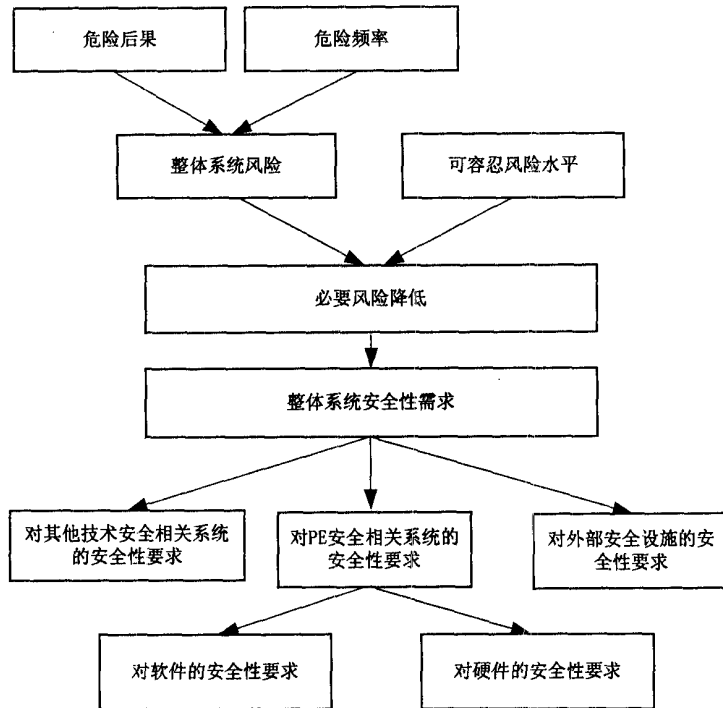 危险后果
危险频率
整体系统风险
可容忍风险水平
必要风险降低
整体系统安全性需求
对其他技术安全相关系统
的安全性要求
对PE安全相关系统的
安全性要求
对外部安全设施的安
全性要求
对软件的安全性要求
对硬件的安全性要求